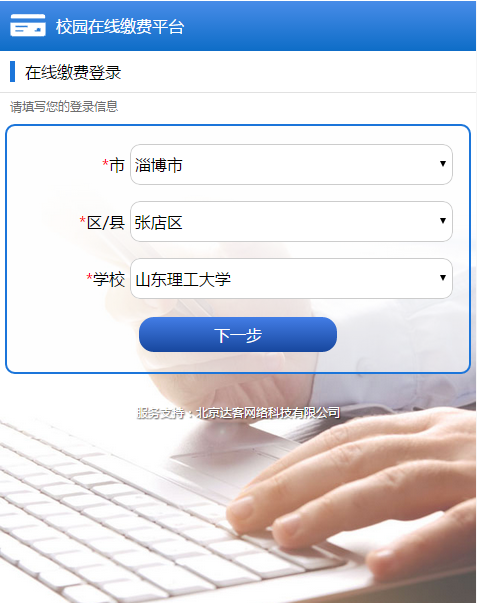 校园在线缴费平台
在线缴费登录
请填写您的登录信息
*市 淄博市
*区/县 张店区
*学校 山东理工大学
下一步
服务支持：北京达客网络科技有限公司